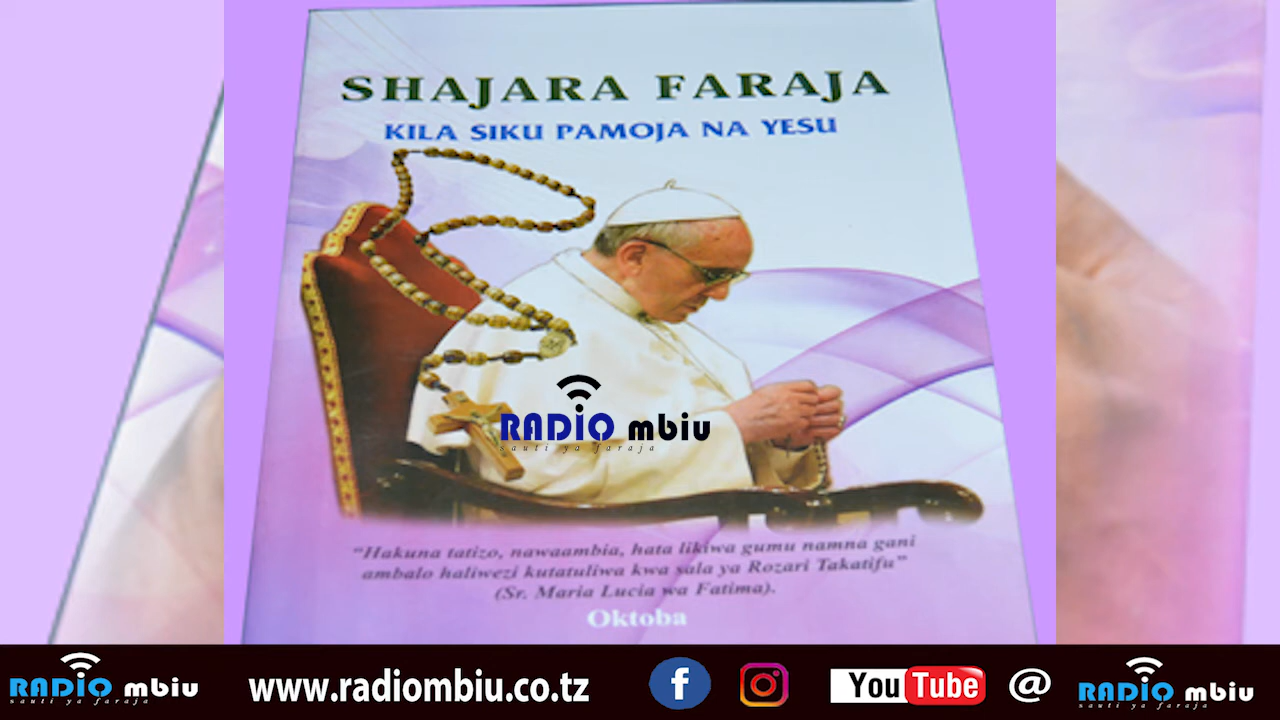 SHAJARA FARAJA
KILA SIKU PAMOJA NA YESU
RADIO mbiu
sauti ya faraja
“Hakuna tatizo, nawaambia, hata likiwa gumu namna gani
ambalo haliwezi kutatuliwa kwa sala ya Rozari Takatifu”
(Sr. Maria Lucia wa Fatima).
Oktoba
RADIO mbiu
sauti ya faraja
www.radiombiu.co.tz
f
YouTube
@
RADIO mbiu
sauti ya faraja